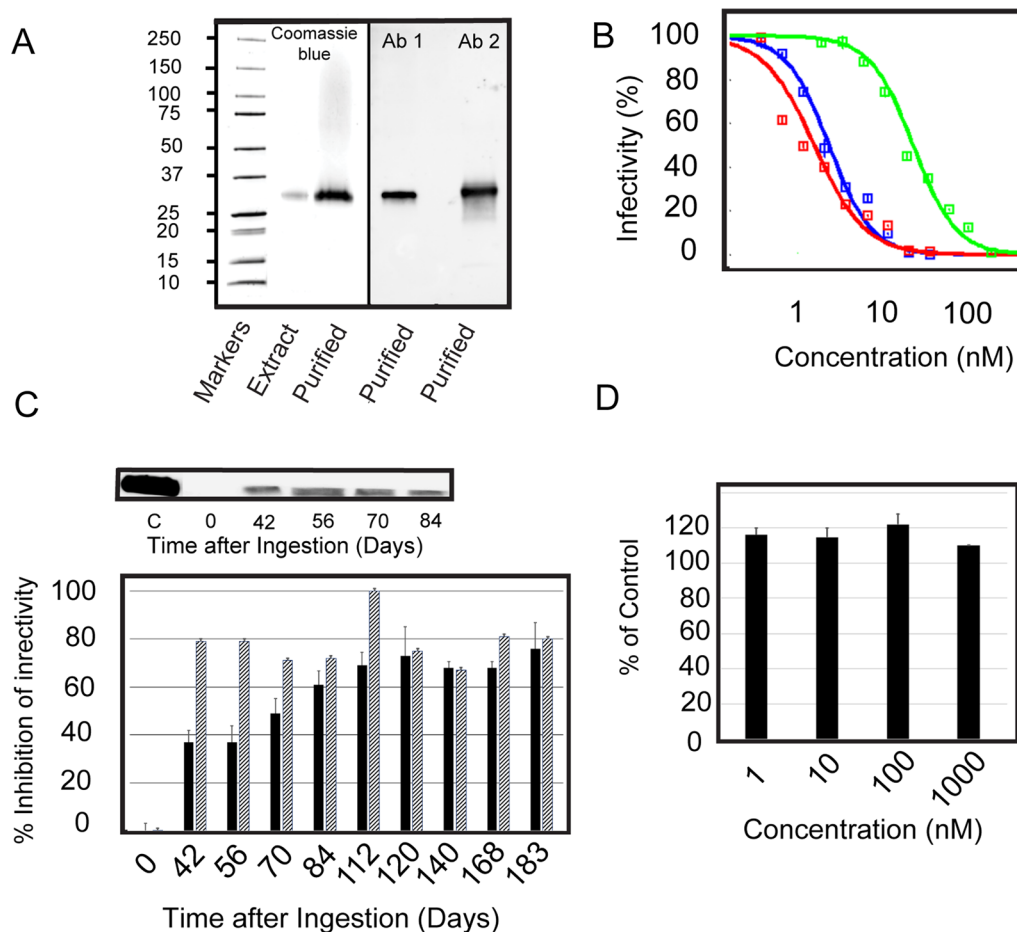 A
Coomassie
blue
Ab 1
Ab 2
250
150
100
75
50
37
25
20
15
10
Markers
Extract
Purified
Purified
Purified
B
Infectivity (%)
100
80
60
40
20
0
1 10 100
Concentration (nM)
C
C 0 42 56 70 84
Time after Ingestion (Days)
% Inhibition of inrectivity
100
80
60
40
20
0
0 42 56 70 84 112 120 140 168 183
Time after Ingestion (Days)
D
% of Control
120
100
80
60
40
20
0
1 10 100 1000
Concentration (nM)